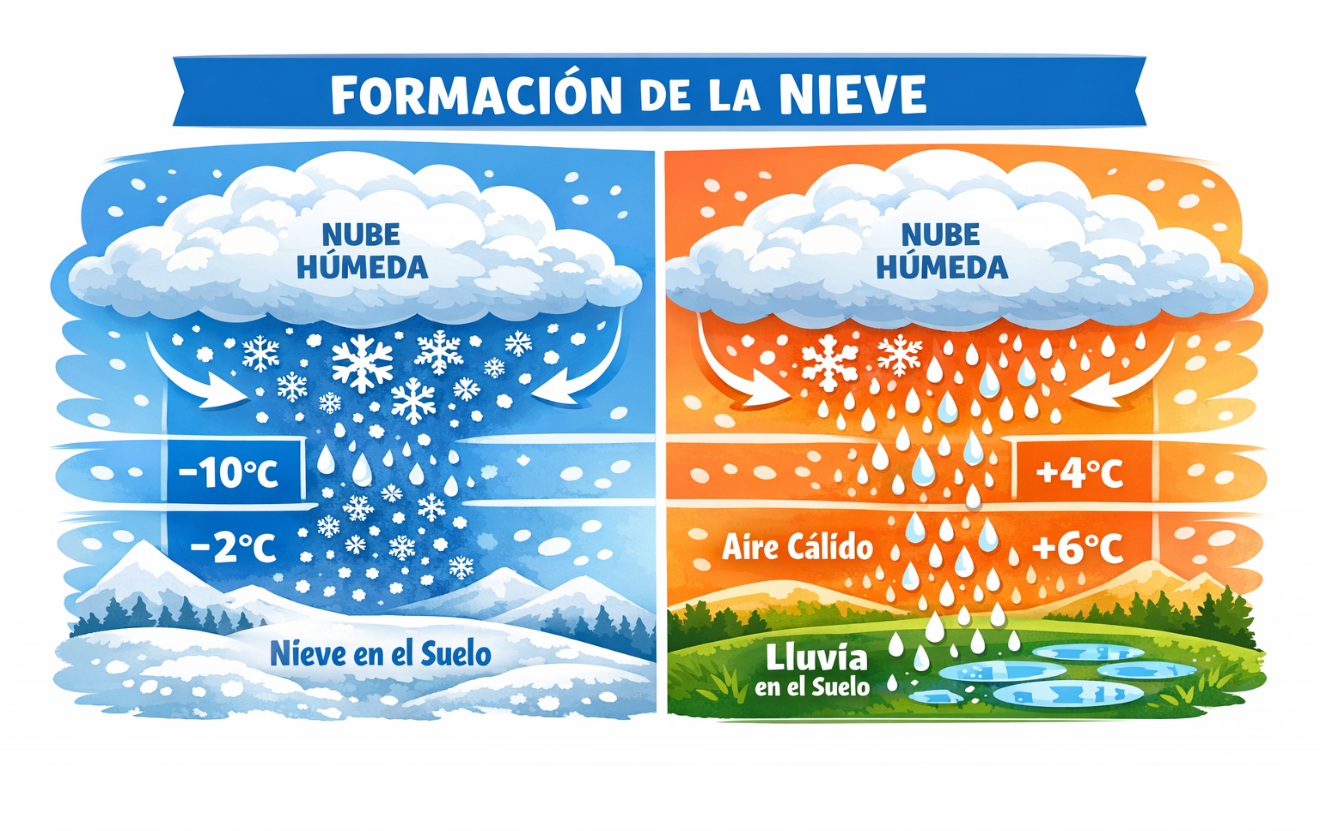 FORMACIÓN DE LA NIEVE
NUBE
HÚMEDA
-10°C
-2°C
Nieve en el Suelo
NUBE
HÚMEDA
+4°C
Aire Cálido
+6°C
Lluvia
en el Suelo